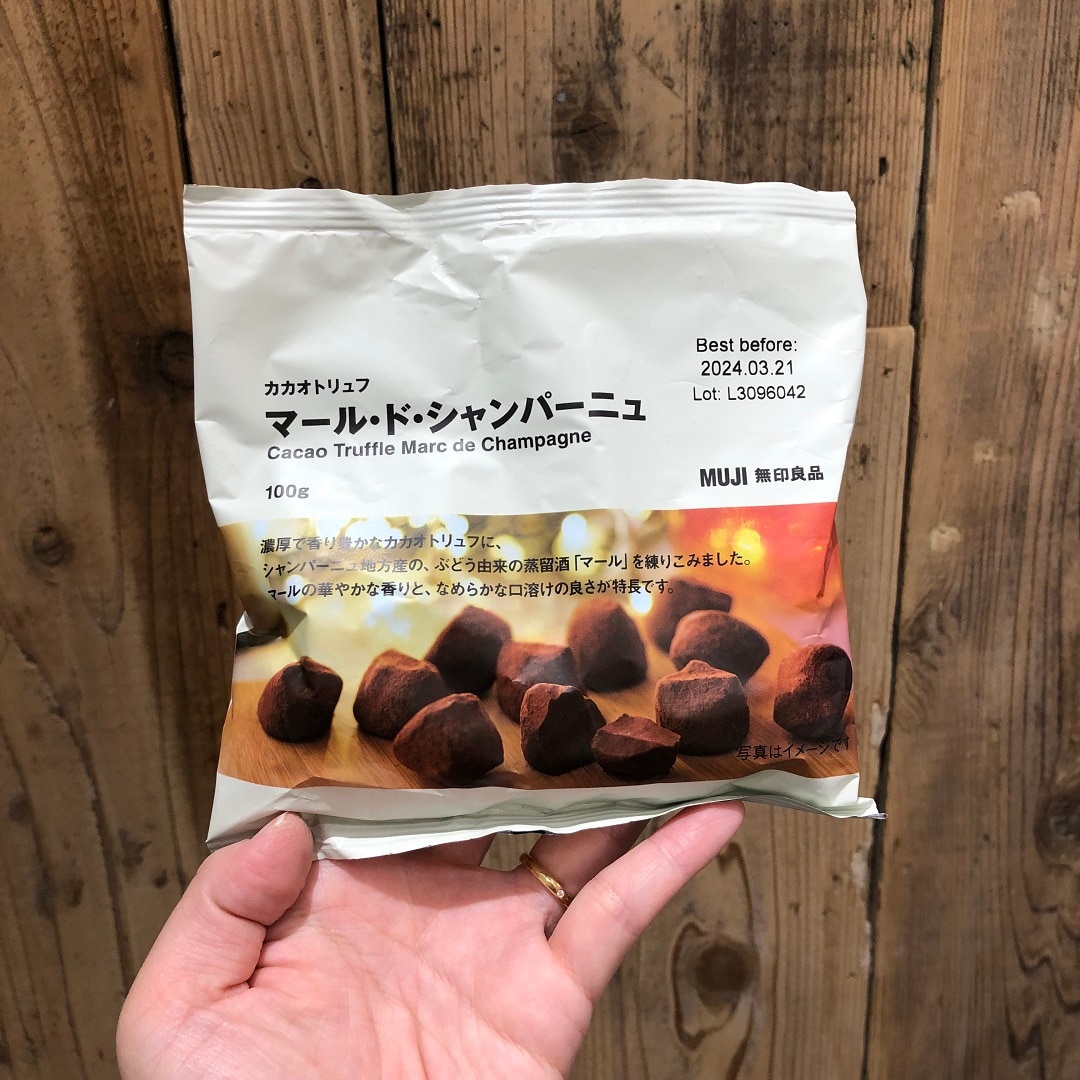 Best before:
2024.03.21
Lot: L3096042
カカオトリュフ
マール・ド・シャンパーニュ
Cacao Truffle Marc de Champagne
100g
MUJI 無印良品
濃厚で香り豊かなカカオトリュフに、
シャンパーニュ地方産の、ぶどう由来の蒸留酒「マール」を練りこみました。
マールの華やかな香りと、なめらかな口溶けの良さが特長です。
写真はイメージです